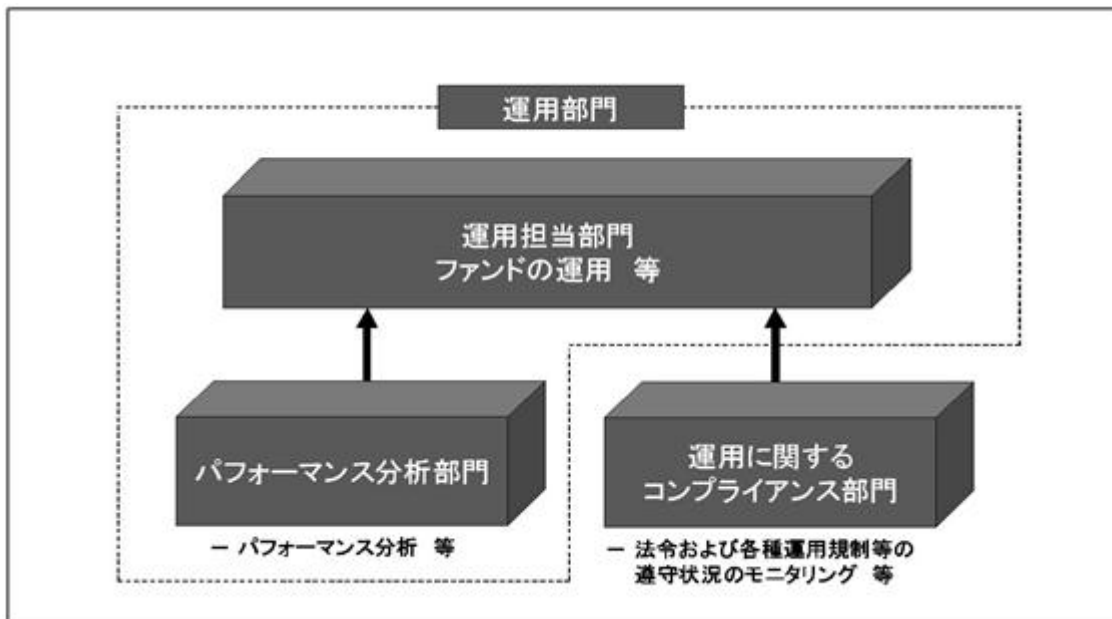 運用部門
運用担当部門
ファンドの運用 等
パフォーマンス分析部門
－ パフォーマンス分析 等
運用に関する
コンプライアンス部門
－ 法令および各種運用規制等の
遵守状況のモニタリング 等